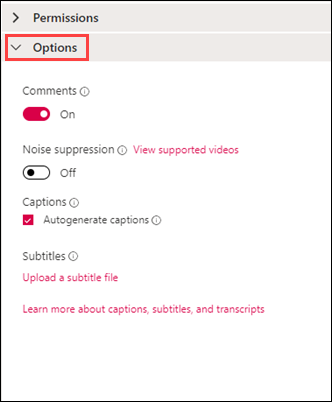 Permissions
Options
Comments
On
Noise suppression View supported videos
Off
Captions
Autogenerate captions
Subtitles
Upload a subtitle file
Learn more about captions, subtitles, and transcripts